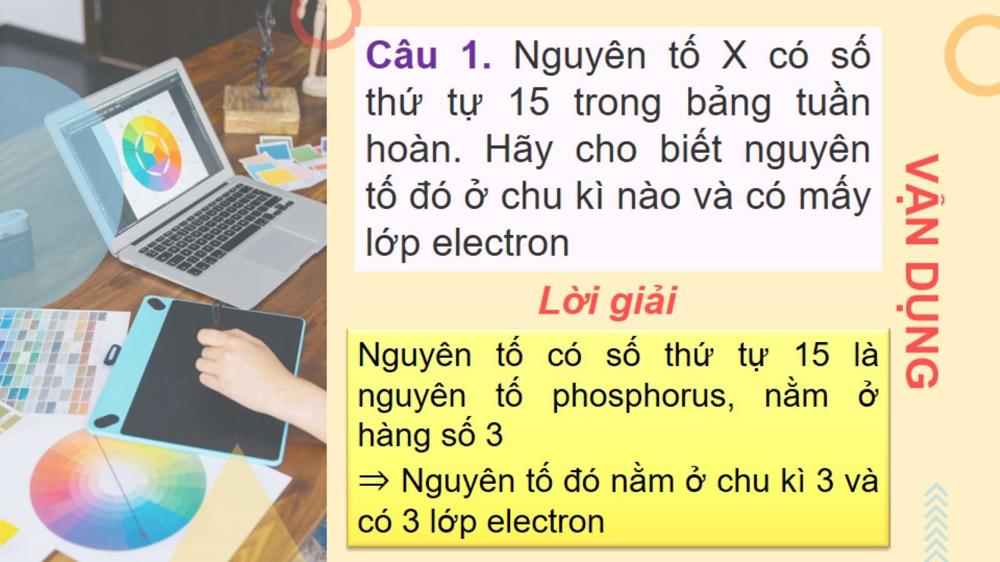 Câu 1. Nguyên tố X có số
thứ tự 15 trong bảng tuần
hoàn. Hãy cho biết nguyên
tố đó ở chu kì nào và có mấy
lớp electron
Lời giải
Nguyên tố có số thứ tự 15 là
nguyên tố phosphorus, nằm ở
hàng số 3
⇒ Nguyên tố đó nằm ở chu kì 3 và
có 3 lớp electron
VẬN DỤNG